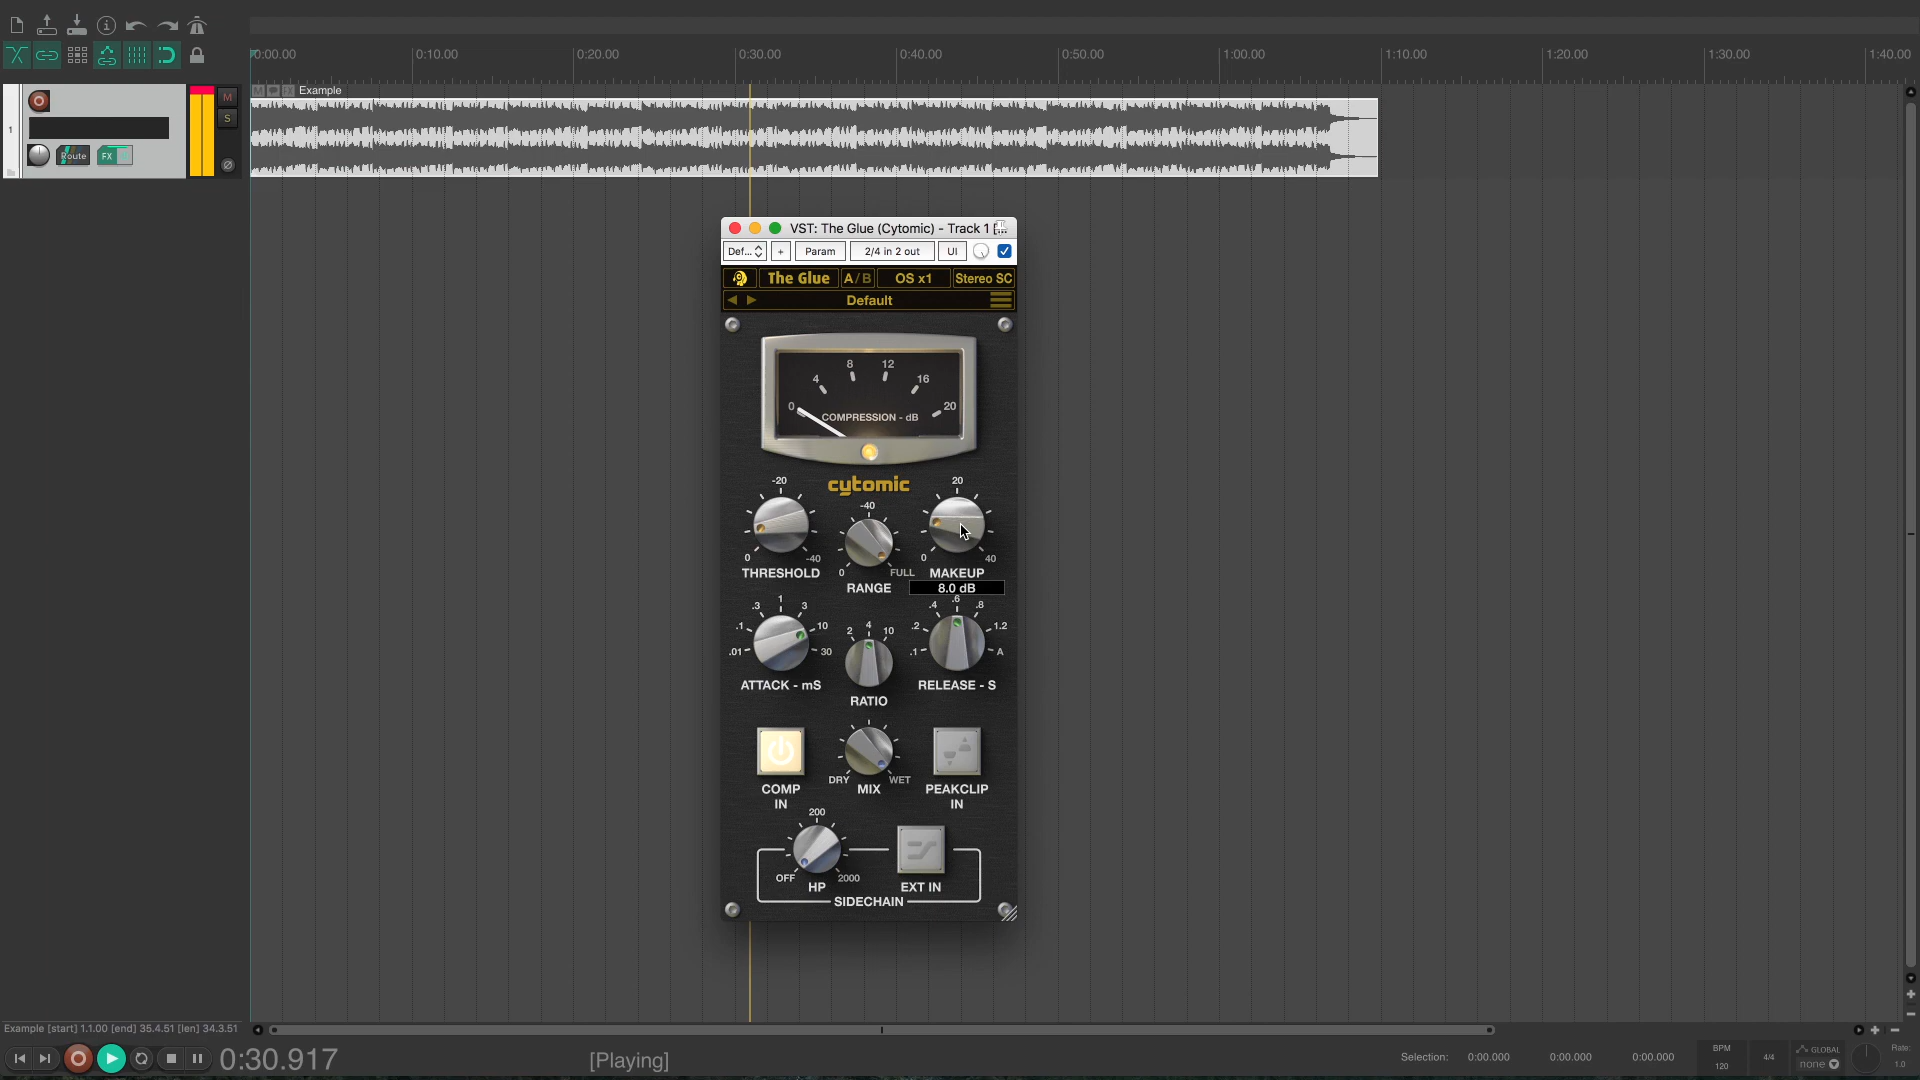 0:00.00 0:10.00 0:20.00 0:30.00 0:40.00 0:50.00 1:00.00 1:10.00 1:20.00 1:30.00 1:40.00
M FX Example
M
S
1
Route FX
VST: The Glue (Cytomic) - Track 1 [...
Def... + Param 2/4 in 2 out UI
The Glue A/B OS x1 Stereo SC
Default
0 4 8 12 16 20
COMPRESSION - dB
cytomic
-20 -40 20
0 -40 0 FULL 0 40
THRESHOLD RANGE MAKEUP
8.0 dB
.01 .1 .3 1 3 10 30
2 4 10
.1 .2 .4 .6 .8 1.2 A
ATTACK - mS RATIO RELEASE - S
DRY WET
COMP IN
MIX
PEAKCLIP IN
200
OFF 2000
HP EXT IN
SIDECHAIN
Example [start] 1.1.00 [end] 35.4.51 [len] 34.3.51
0:30.917 [Playing]
Selection: 0:00.000 0:00.000 0:00.000
BPM
120
4/4
GLOBAL
none
Rate:
1.0